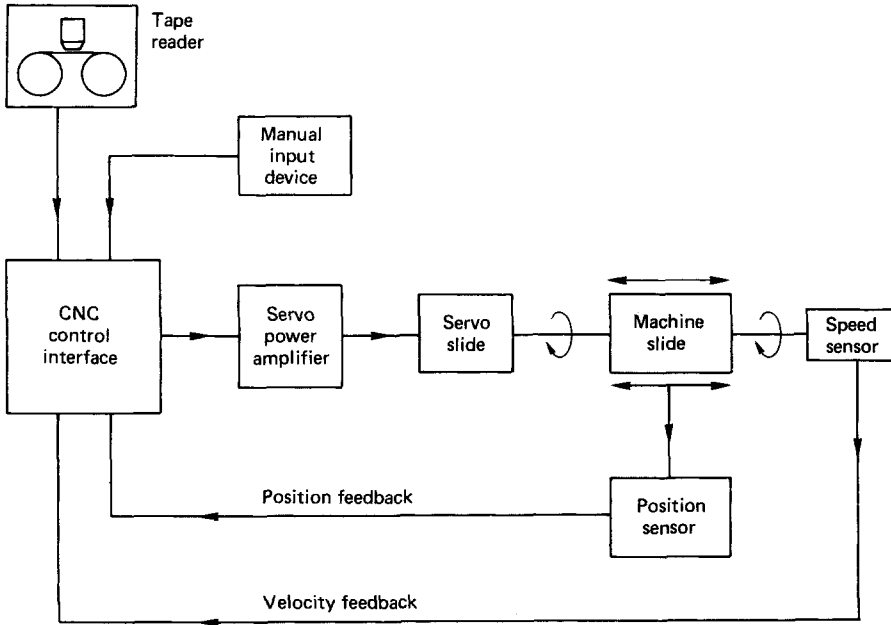 Tape
reader
Manual
input
device
CNC
control
interface
Servo
power
amplifier
Servo
slide
Machine
slide
Speed
sensor
Position feedback
Position
sensor
Velocity feedback